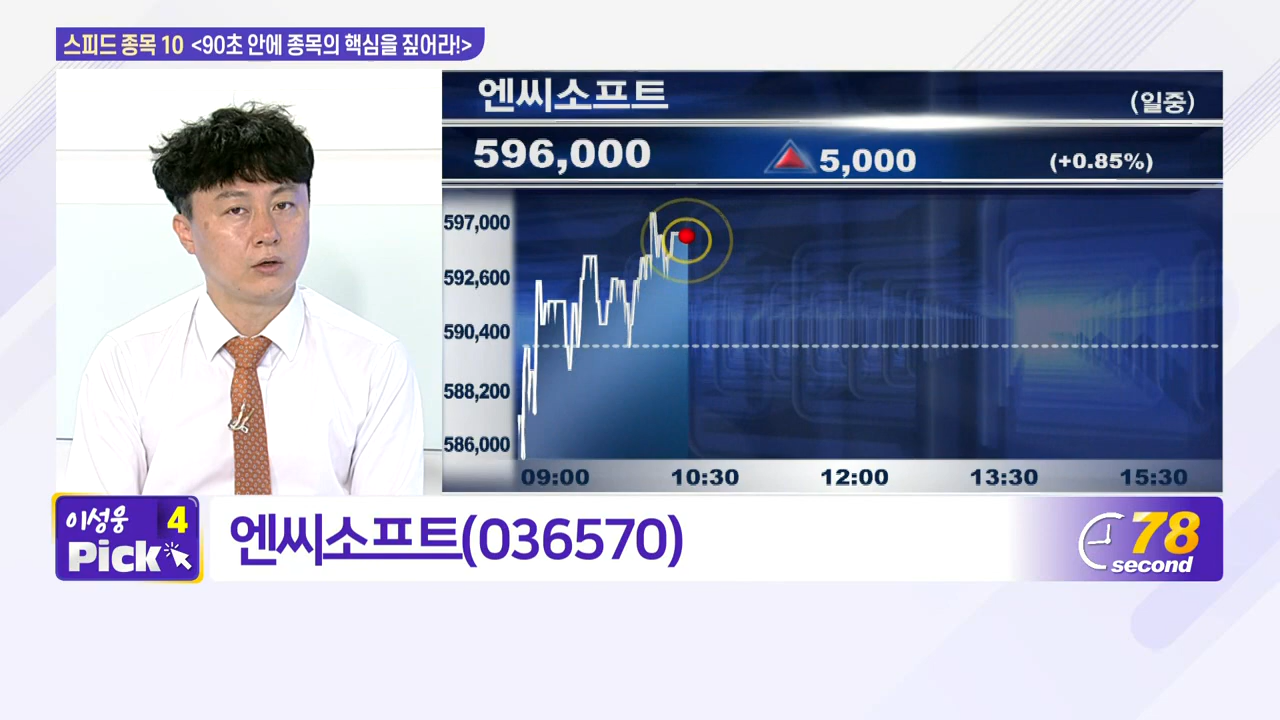 스피드 종목 10 <90초 안에 종목의 핵심을 짚어라!>
엔씨소프트
(일중)
596,000
5,000
(+0.85%)
597,000
592,600
590,400
588,200
586,000
09:00
10:30
12:00
13:30
15:30
이성웅
4
Pick
엔씨소프트(036570)
78
second